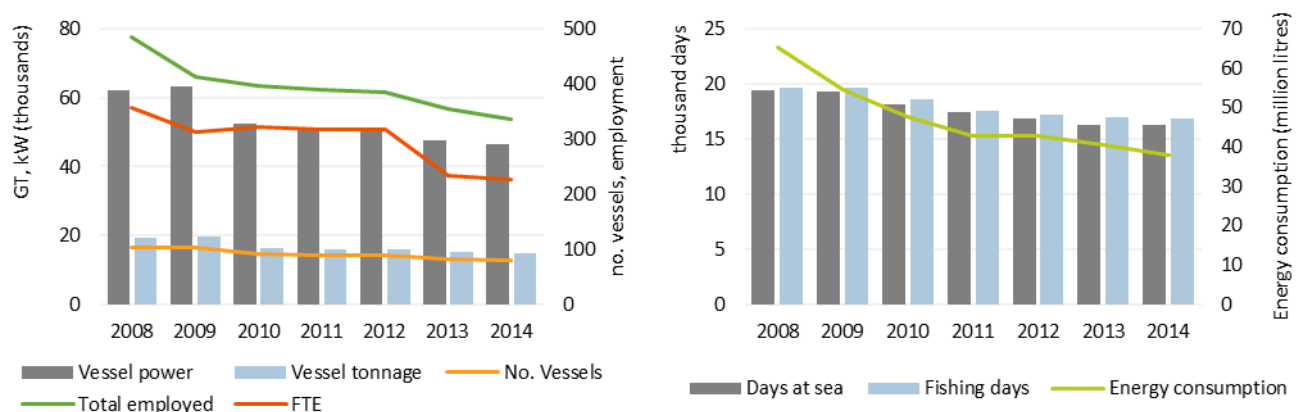 GT, kW (thousands)
80
60
40
20
0
500
400
300
200
100
0
no. vessels, employment
2008 2009 2010 2011 2012 2013 2014
Vessel power Vessel tonnage No. Vessels
Total employed FTE
thousand days
25
20
15
10
5
0
70
60
50
40
30
20
10
0
Energy consumption (million litres)
2008 2009 2010 2011 2012 2013 2014
Days at sea Fishing days Energy consumption